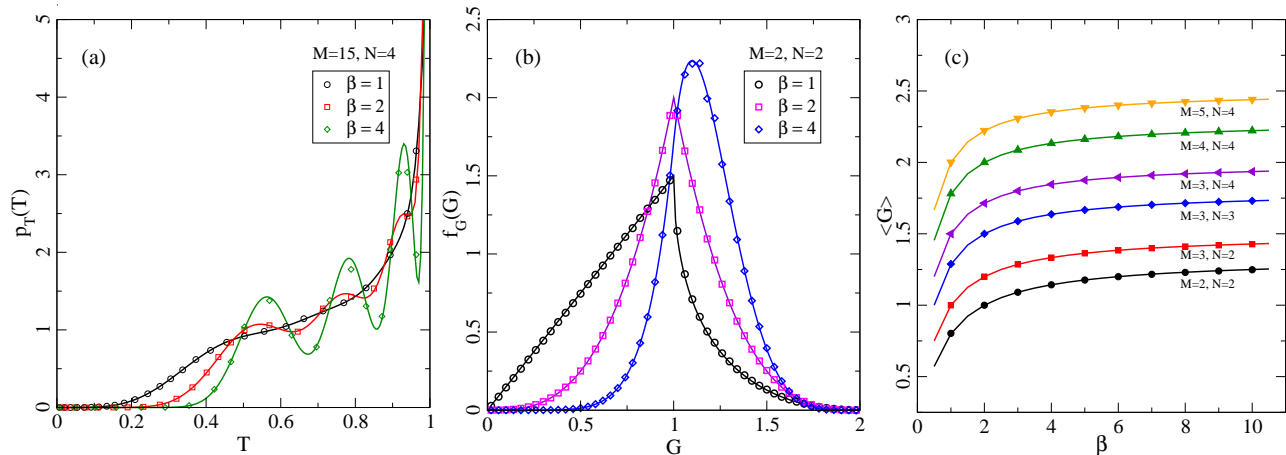 (a)
M=15, N=4
β = 1
β = 2
β = 4
5
4
3
2
1
0
p_T(T)
0
0.2
0.4
0.6
0.8
1
T
(b)
M=2, N=2
β = 1
β = 2
β = 4
2
1.5
1
0.5
0
f_G(G)
0
0.5
1
1.5
2
G
(c)
3
2.5
2
1.5
1
0.5
<G>
M=5, N=4
M=4, N=4
M=3, N=4
M=3, N=3
M=3, N=2
M=2, N=2
0
2
4
6
8
10
β